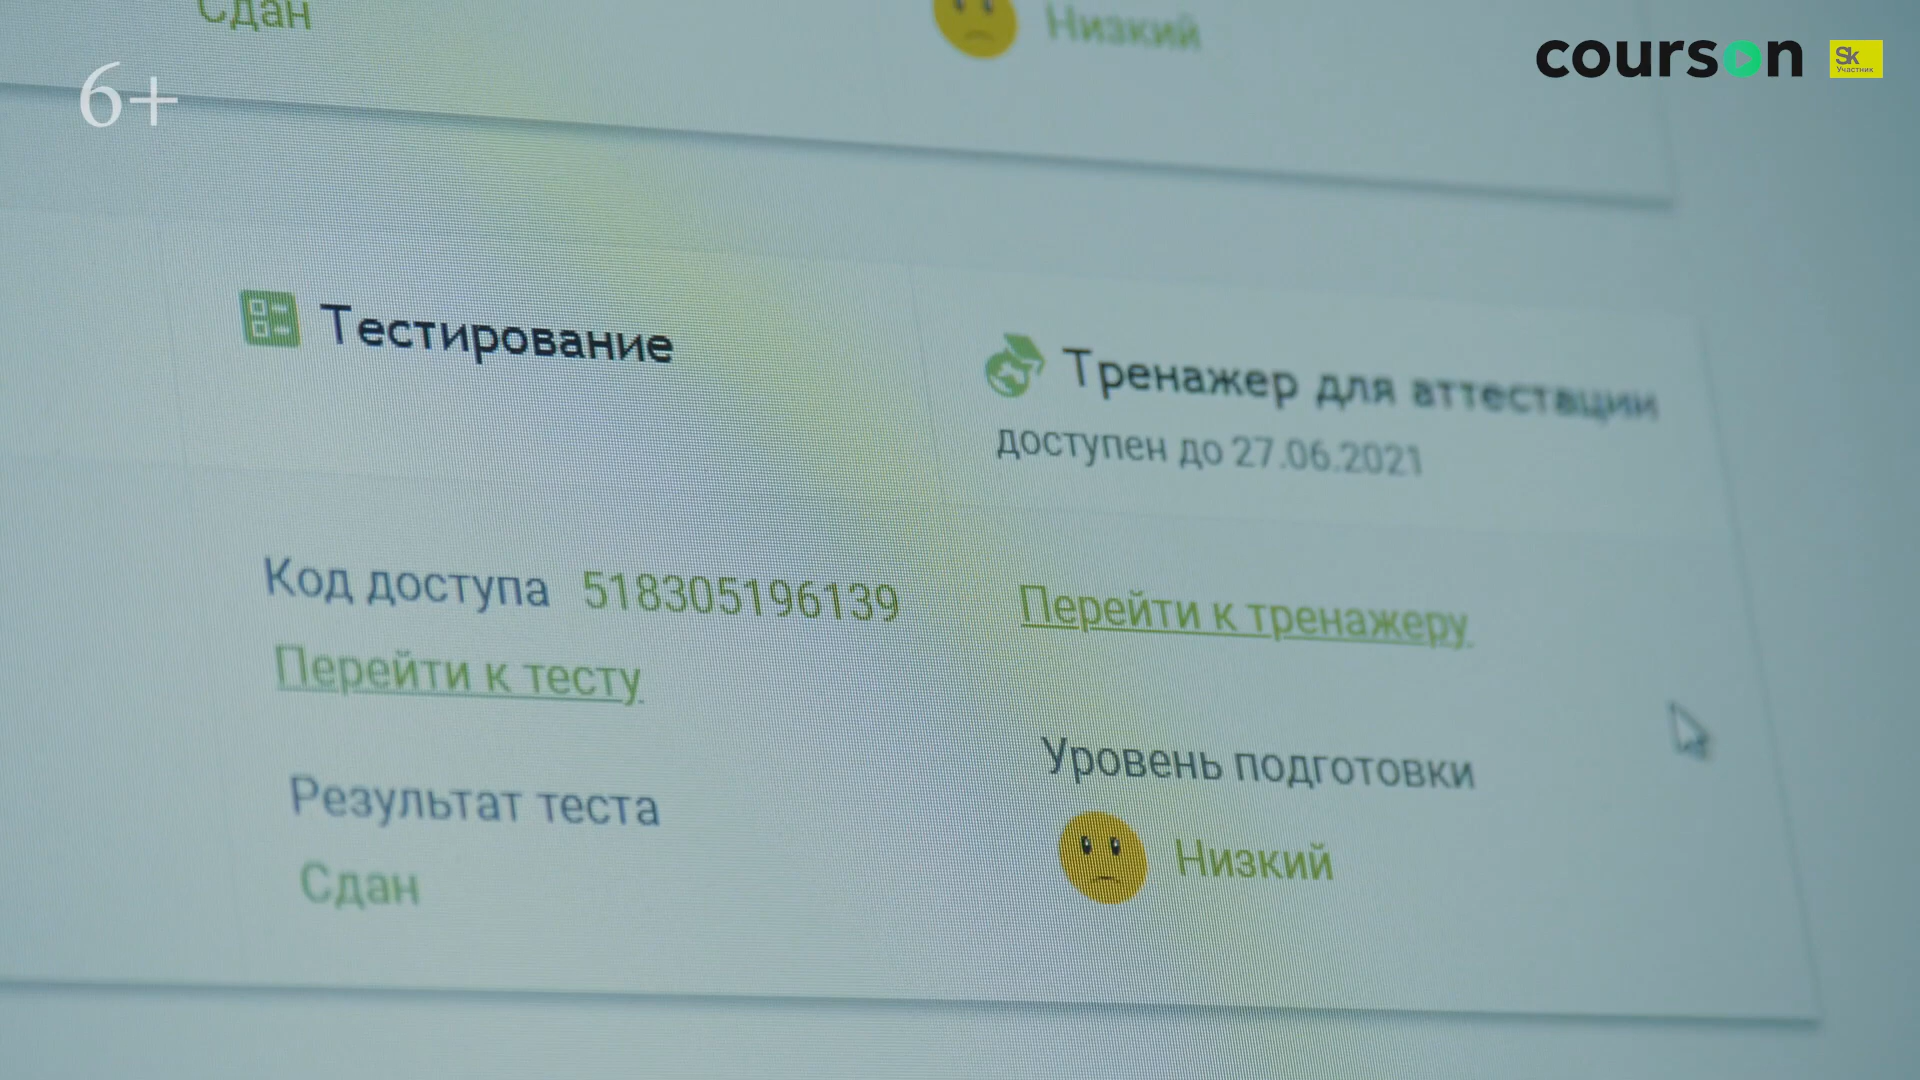 Сдан
Низкий
6+
courson
Sk
Участник
Тестирование
Тренажер для аттестации
доступен до 27.06.2021
Код доступа 518305196139
Перейти к тренажеру
Перейти к тесту
Уровень подготовки
Результат теста
Низкий
Сдан